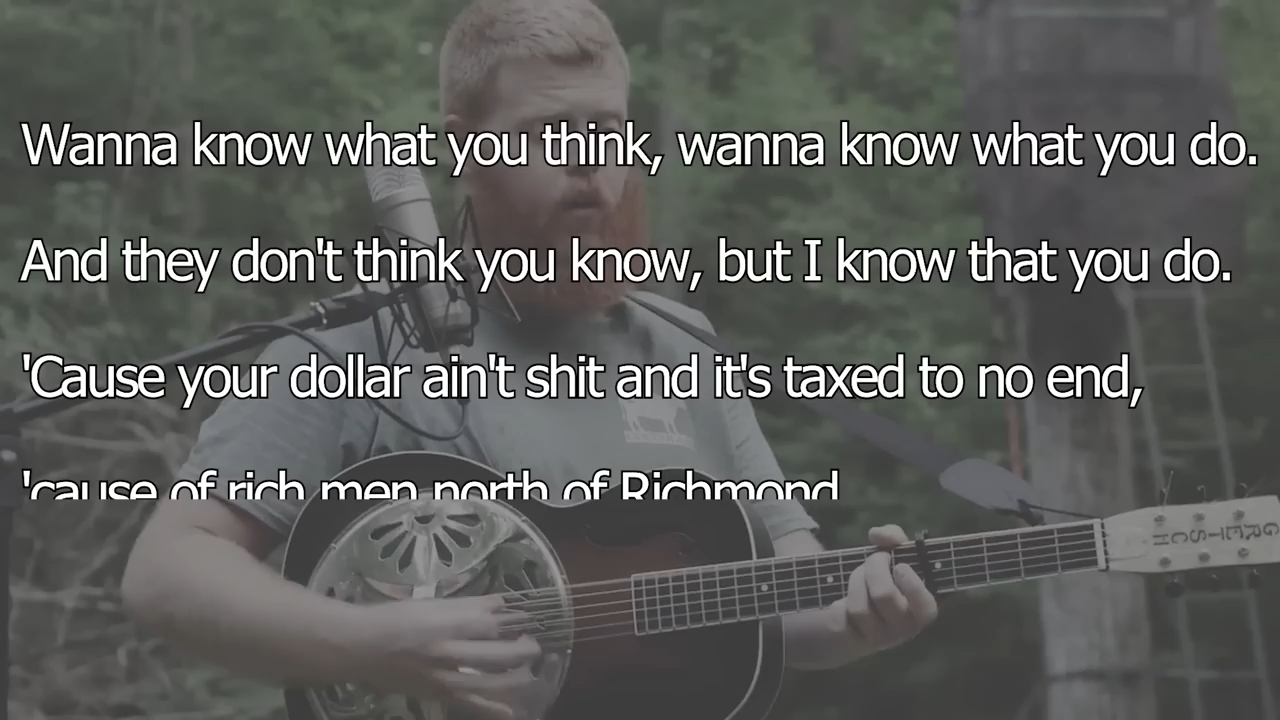 Wanna know what you think, wanna know what you do.
And they don't think you know, but I know that you do.
'Cause your dollar ain't shit and it's taxed to no end,
'cause of rich men north of Richmond
GRETSCH